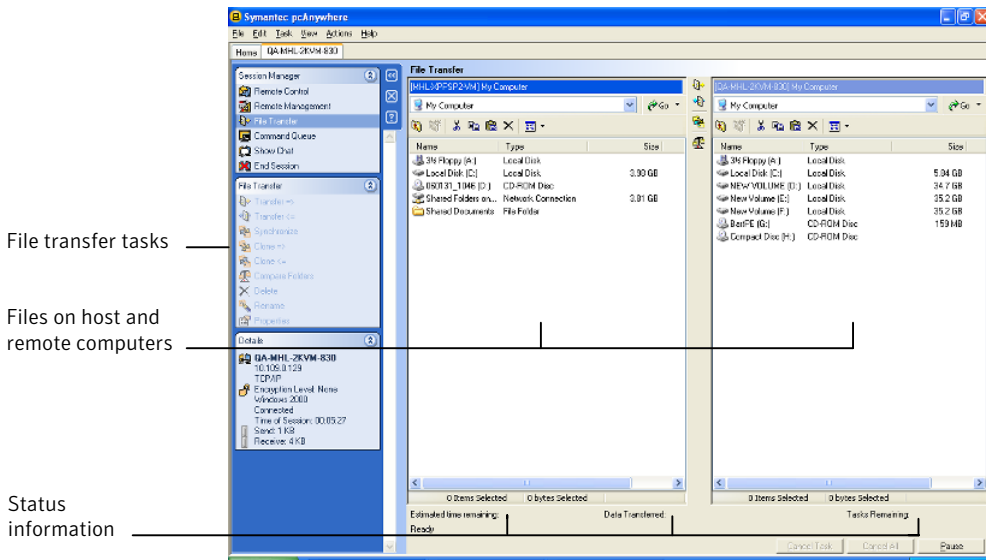 Symantec pcAnywhere
File Edit Task View Actions Help
Home QA-MHL-2KVM-830
Session Manager
Remote Control
Remote Management
File Transfer
Command Queue
Show Chat
End Session
File Transfer
Transfer =>
Transfer <=
Synchronize
Clone =>
Clone <=
Compare Folders
Delete
Rename
Properties
Details
QA-MHL-2KVM-830
10.109.0.129
TCP/IP
Encryption Level: None
Windows 2000
Connected
Time of Session: 00:05:27
Send: 1 KB
Receive: 4 KB
File transfer tasks
Files on host and
remote computers
Status
information
File Transfer
[MHL-XPPSP2-VM] My Computer
My Computer Go
Name Type Size
3½ Floppy (A:) Local Disk
Local Disk (C:) Local Disk 3.99 GB
060131_1046 (D:) CD-ROM Disc
Shared Folders on... Network Connection 3.01 GB
Shared Documents File Folder
0 Items Selected 0 bytes Selected
[QA-MHL-2KVM-830] My Computer
My Computer Go
Name Type Size
3½ Floppy (A:) Local Disk
Local Disk (C:) Local Disk 5.04 GB
NEW VOLUME (D:) Local Disk 34.7 GB
New Volume (E:) Local Disk 35.2 GB
New Volume (F:) Local Disk 35.2 GB
BartPE (G:) CD-ROM Disc 159 MB
Compact Disc (H:) CD-ROM Disc
0 Items Selected 0 bytes Selected
Estimated time remaining: Data Transferred: Tasks Remaining:
Ready
Cancel Task Cancel All Pause